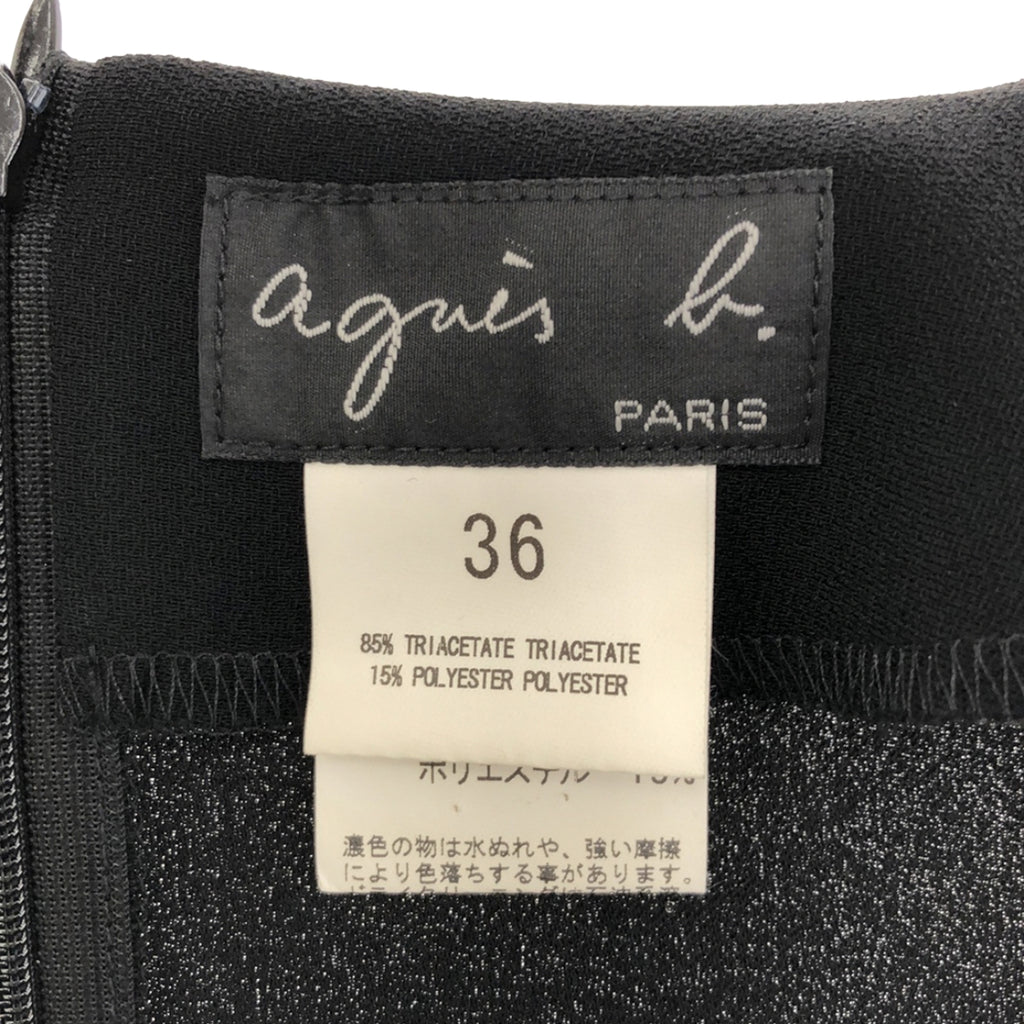 agnès b.
PARIS
36
85% TRIACETATE TRIACETATE
15% POLYESTER POLYESTER
ポリエステル 15%
濃色の物は水ぬれや、強い摩擦
により色落ちする事があります。